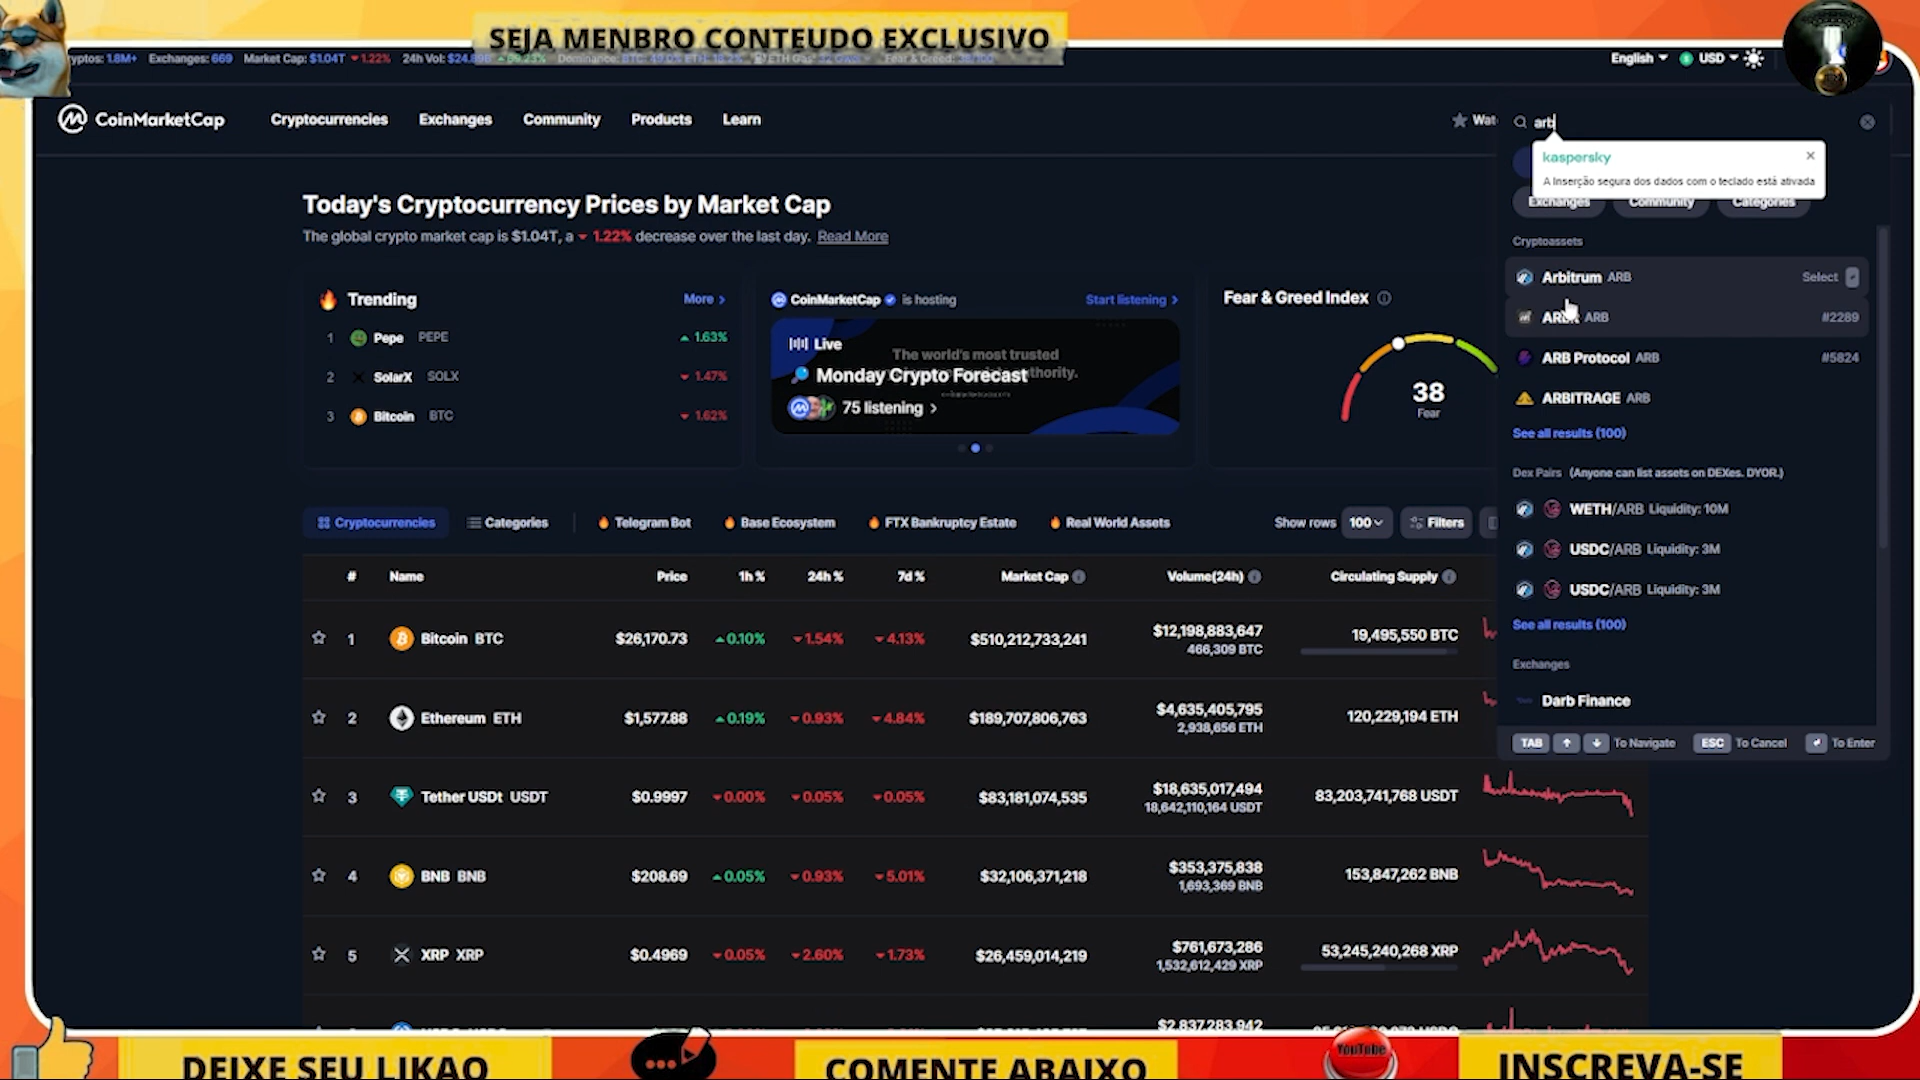 SEJA MENBRO CONTEUDO EXCLUSIVO
Exchanges: 669 Market Cap: $1.04T 1.22% 24h Vol:
English USD
CoinMarketCap Cryptocurrencies Exchanges Community Products Learn
arb
kaspersky
A Inserção segura dos dados com o teclado está ativada
Exchanges Community Categories
Today's Cryptocurrency Prices by Market Cap
The global crypto market cap is $1.04T, a 1.22% decrease over the last day. Read More
Trending More
1 Pepe PEPE 1.63%
2 SolarX SOLX 1.47%
3 Bitcoin BTC 1.62%
CoinMarketCap is hosting Start listening
Live
The world's most trusted
Monday Crypto Forecast
75 listening
Fear & Greed Index
38
Fear
Cryptoassets
Arbitrum ARB Select
ARB #2289
ARB Protocol ARB #5824
ARBITRAGE ARB
See all results (100)
Dex Pairs (Anyone can list assets on DEXes. DYOR.)
WETH/ARB Liquidity: 10M
USDC/ARB Liquidity: 3M
USDC/ARB Liquidity: 3M
See all results (100)
Exchanges
Darb Finance
TAB To Navigate ESC To Cancel To Enter
Cryptocurrencies Categories Telegram Bot Base Ecosystem FTX Bankruptcy Estate Real World Assets Show rows 100 Filters
# Name Price 1h % 24h % 7d % Market Cap Volume(24h) Circulating Supply
1 Bitcoin BTC $26,170.73 0.10% 1.54% 4.13% $510,212,733,241 $12,198,883,647 19,495,550 BTC
466,309 BTC
2 Ethereum ETH $1,577.88 0.19% 0.93% 4.84% $189,707,806,763 $4,635,405,795 120,229,194 ETH
2,938,656 ETH
3 Tether USDt USDT $0.9997 0.00% 0.05% 0.05% $83,181,074,535 $18,635,017,494 83,203,741,768 USDT
18,642,110,164 USDT
4 BNB BNB $208.69 0.05% 0.93% 5.01% $32,106,371,218 $353,375,838 153,847,262 BNB
1,693,369 BNB
5 XRP XRP $0.4969 0.05% 2.60% 1.73% $26,459,014,219 $761,673,286 53,245,240,268 XRP
1,532,612,429 XRP
$2,837,283,942
DEIXE SEU LIKAO
COMENTE ABAIXO
YouTube
INSCREVA-SE